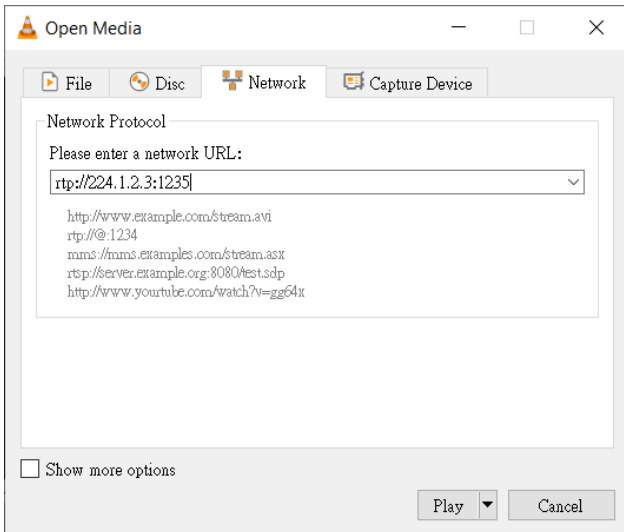 Open Media
File Disc Network Capture Device
Network Protocol
Please enter a network URL:
rtp://224.1.2.3:1235
http://www.example.com/stream.avi
rtp://@:1234
mms://mms.examples.com/stream.asx
rtsp://server.example.org:8080/test.sdp
http://www.yourtube.com/watch?v=gg64x
Show more options
Play Cancel